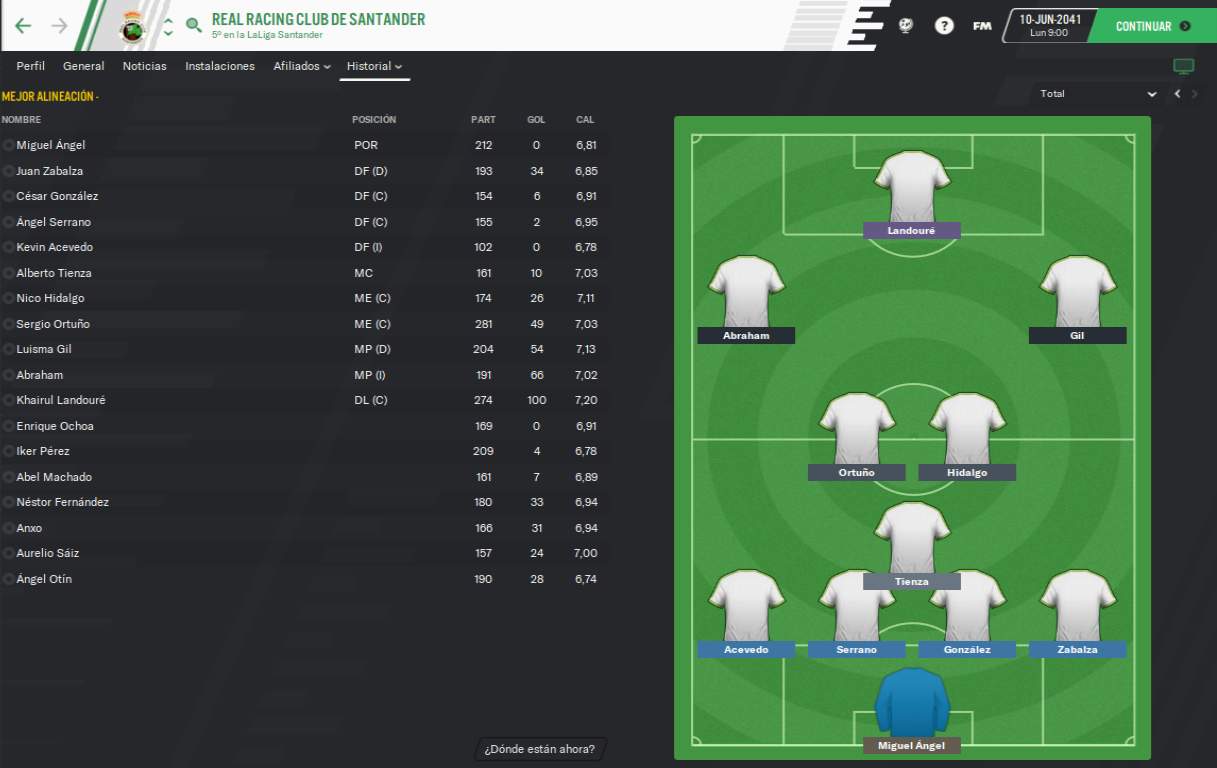 REAL RACING CLUB DE SANTANDER
5º en la LaLiga Santander
? FM 10-JUN-2041 CONTINUAR
Lun 9:00
Perfil General Noticias Instalaciones Afiliados Historial
MEJOR ALINEACIÓN -
Total
NOMBRE POSICIÓN PART GOL CAL
Miguel Ángel POR 212 0 6,81
Juan Zabalza DF (D) 193 34 6,85
César González DF (C) 154 6 6,91
Ángel Serrano DF (C) 155 2 6,95
Kevin Acevedo DF (I) 102 0 6,78
Alberto Tienza MC 161 10 7,03
Nico Hidalgo ME (C) 174 26 7,11
Sergio Ortuño ME (C) 281 49 7,03
Luisma Gil MP (D) 204 54 7,13
Abraham MP (I) 191 66 7,02
Khairul Landouré DL (C) 274 100 7,20
Enrique Ochoa 169 0 6,91
Iker Pérez 209 4 6,78
Abel Machado 161 7 6,89
Néstor Fernández 180 33 6,94
Anxo 166 31 6,94
Aurelio Sáiz 157 24 7,00
Ángel Otín 190 28 6,74
¿Dónde están ahora?
Landouré
Abraham Gil
Ortuño Hidalgo
Tienza
Acevedo Serrano González Zabalza
Miguel Ángel